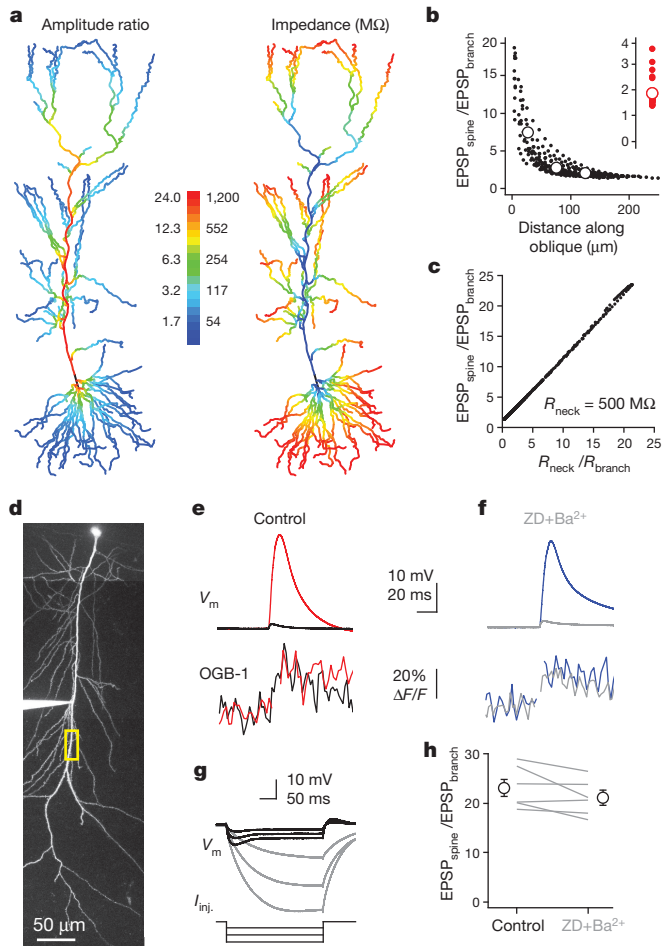 a
Amplitude ratio
Impedance (MΩ)
24.0 1,200
12.3 552
6.3 254
3.2 117
1.7 54
b
EPSPspine/EPSPbranch
20
15
10
5
0
4
3
2
1
0
0 100 200
Distance along
oblique (μm)
c
EPSPspine/EPSPbranch
25
20
15
10
5
0
Rneck = 500 MΩ
0 5 10 15 20 25
Rneck/Rbranch
d
50 μm
e
Control
Vm
10 mV
20 ms
OGB-1
20%
ΔF/F
f
ZD+Ba2+
g
10 mV
50 ms
Vm
Iinj.
h
EPSPspine/EPSPbranch
30
20
10
0
Control ZD+Ba2+